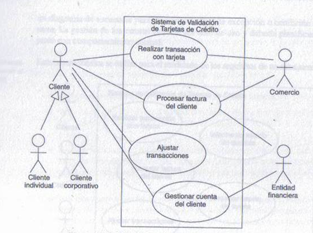 Sistema de Validación
de Tarjetas de Crédito
Realizar transacción
con tarjeta
Cliente
Comercio
Procesar factura
del cliente
Ajustar
transacciones
Cliente
individual
Cliente
corporativo
Gestionar cuenta
del cliente
Entidad
financiera